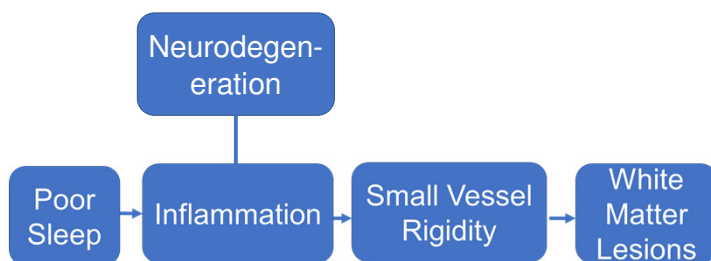 Neurodegen-
eration
Poor
Sleep
Inflammation
Small Vessel
Rigidity
White
Matter
Lesions